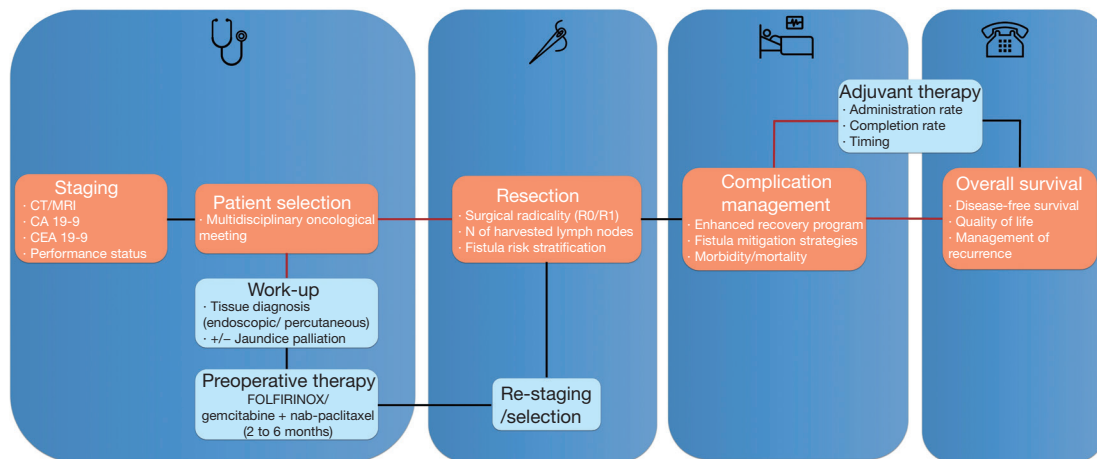 Staging
· CT/MRI
· CA 19-9
· CEA 19-9
· Performance status
Patient selection
· Multidisciplinary oncological
meeting
Work-up
· Tissue diagnosis
(endoscopic/ percutaneous)
· +/− Jaundice palliation
Preoperative therapy
FOLFIRINOX/
gemcitabine + nab-paclitaxel
(2 to 6 months)
Resection
· Surgical radicality (R0/R1)
· N of harvested lymph nodes
· Fistula risk stratification
Re-staging
/selection
Complication
management
· Enhanced recovery program
· Fistula mitigation strategies
· Morbidity/mortality
Adjuvant therapy
· Administration rate
· Completion rate
· Timing
Overall survival
· Disease-free survival
· Quality of life
· Management of
recurrence